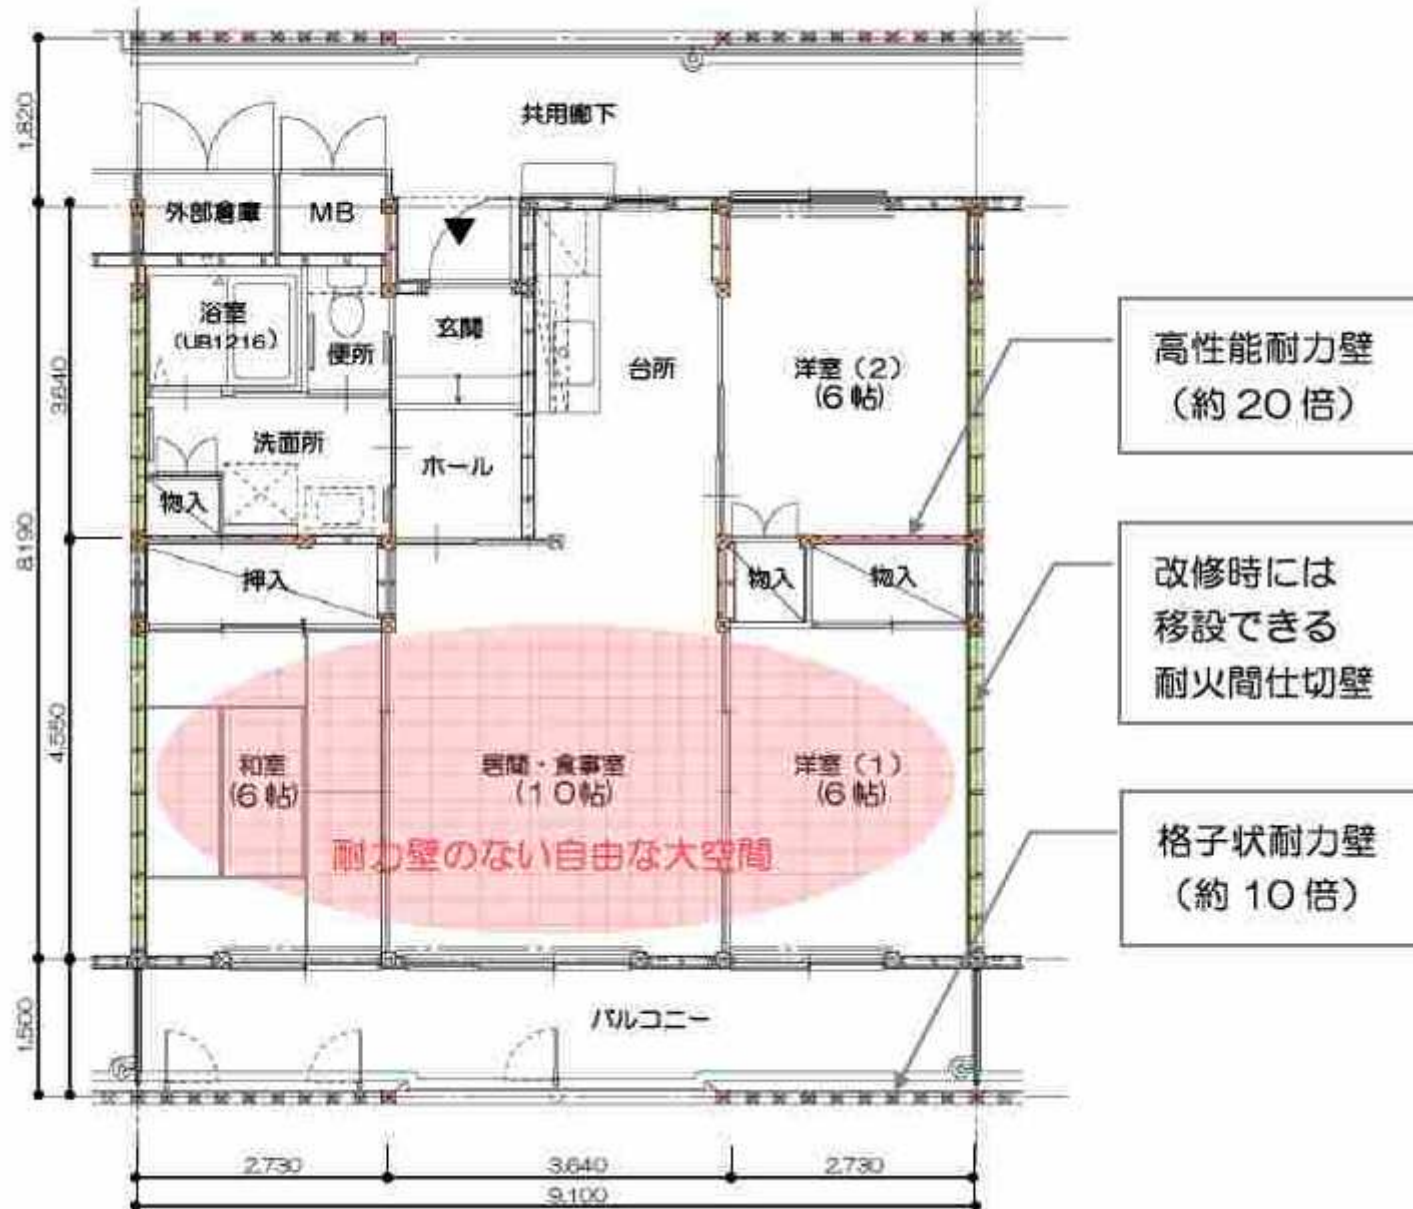 共用廊下
1,820
外部倉庫
MB
浴室
(UB1216)
便所
玄関
台所
洋室(2)
(6帖)
高性能耐力壁
(約20倍)
3,640
洗面所
ホール
物入
8,190
押入
物入
物入
改修時には
移設できる
耐火間仕切壁
4,550
和室
(6帖)
居間・食事室
(10帖)
洋室(1)
(6帖)
耐力壁のない自由な大空間
格子状耐力壁
(約10倍)
バルコニー
1,500
2,730
3,640
2,730
9,100